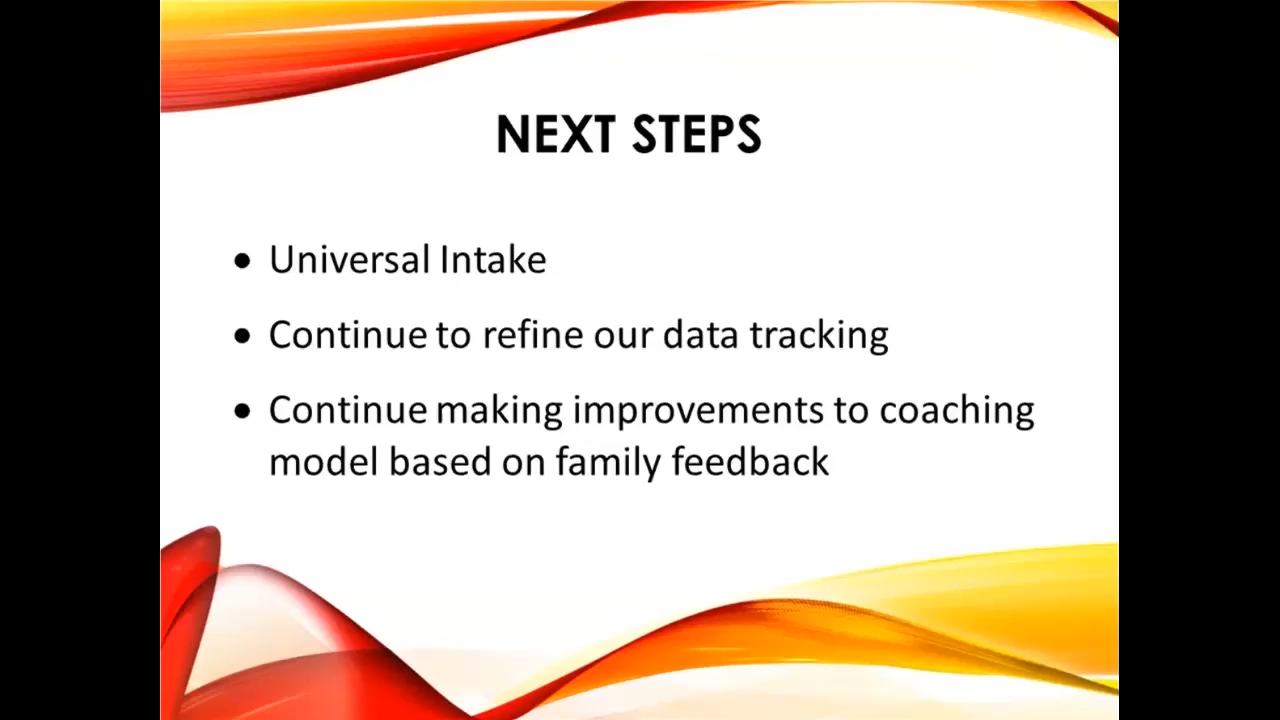 NEXT STEPS
• Universal Intake
• Continue to refine our data tracking
• Continue making improvements to coaching
model based on family feedback